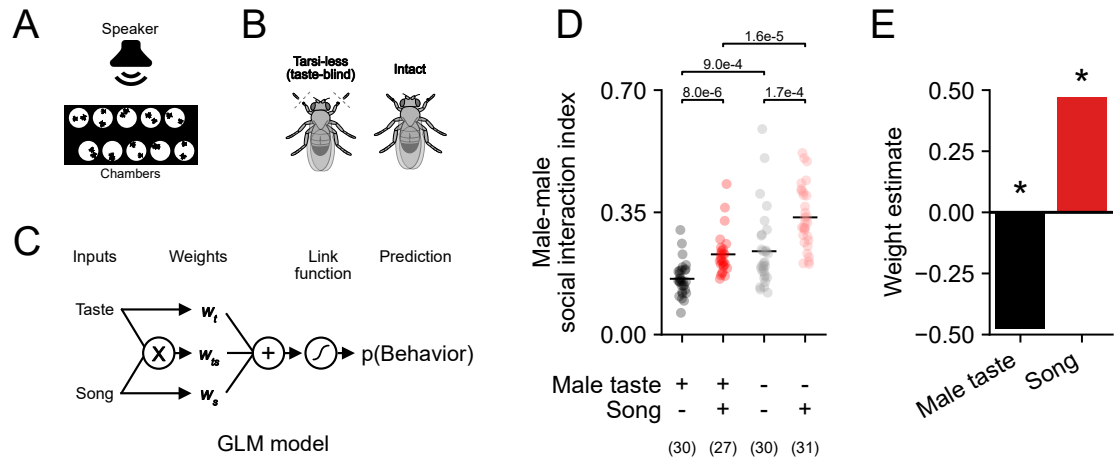 A
Speaker
Chambers
B
Tarsi-less
(taste-blind)
Intact
C
Inputs
Weights
Link
function
Prediction
Taste
Song
X
w_t
w_ts
w_s
+
p(Behavior)
GLM model
D
Male-male
social interaction index
0.70
0.35
0.00
1.6e-5
9.0e-4
8.0e-6
1.7e-4
Male taste + + - -
Song - + - +
(30) (27) (30) (31)
E
Weight estimate
0.50
0.25
0.00
−0.25
−0.50
*
*
Male taste
Song